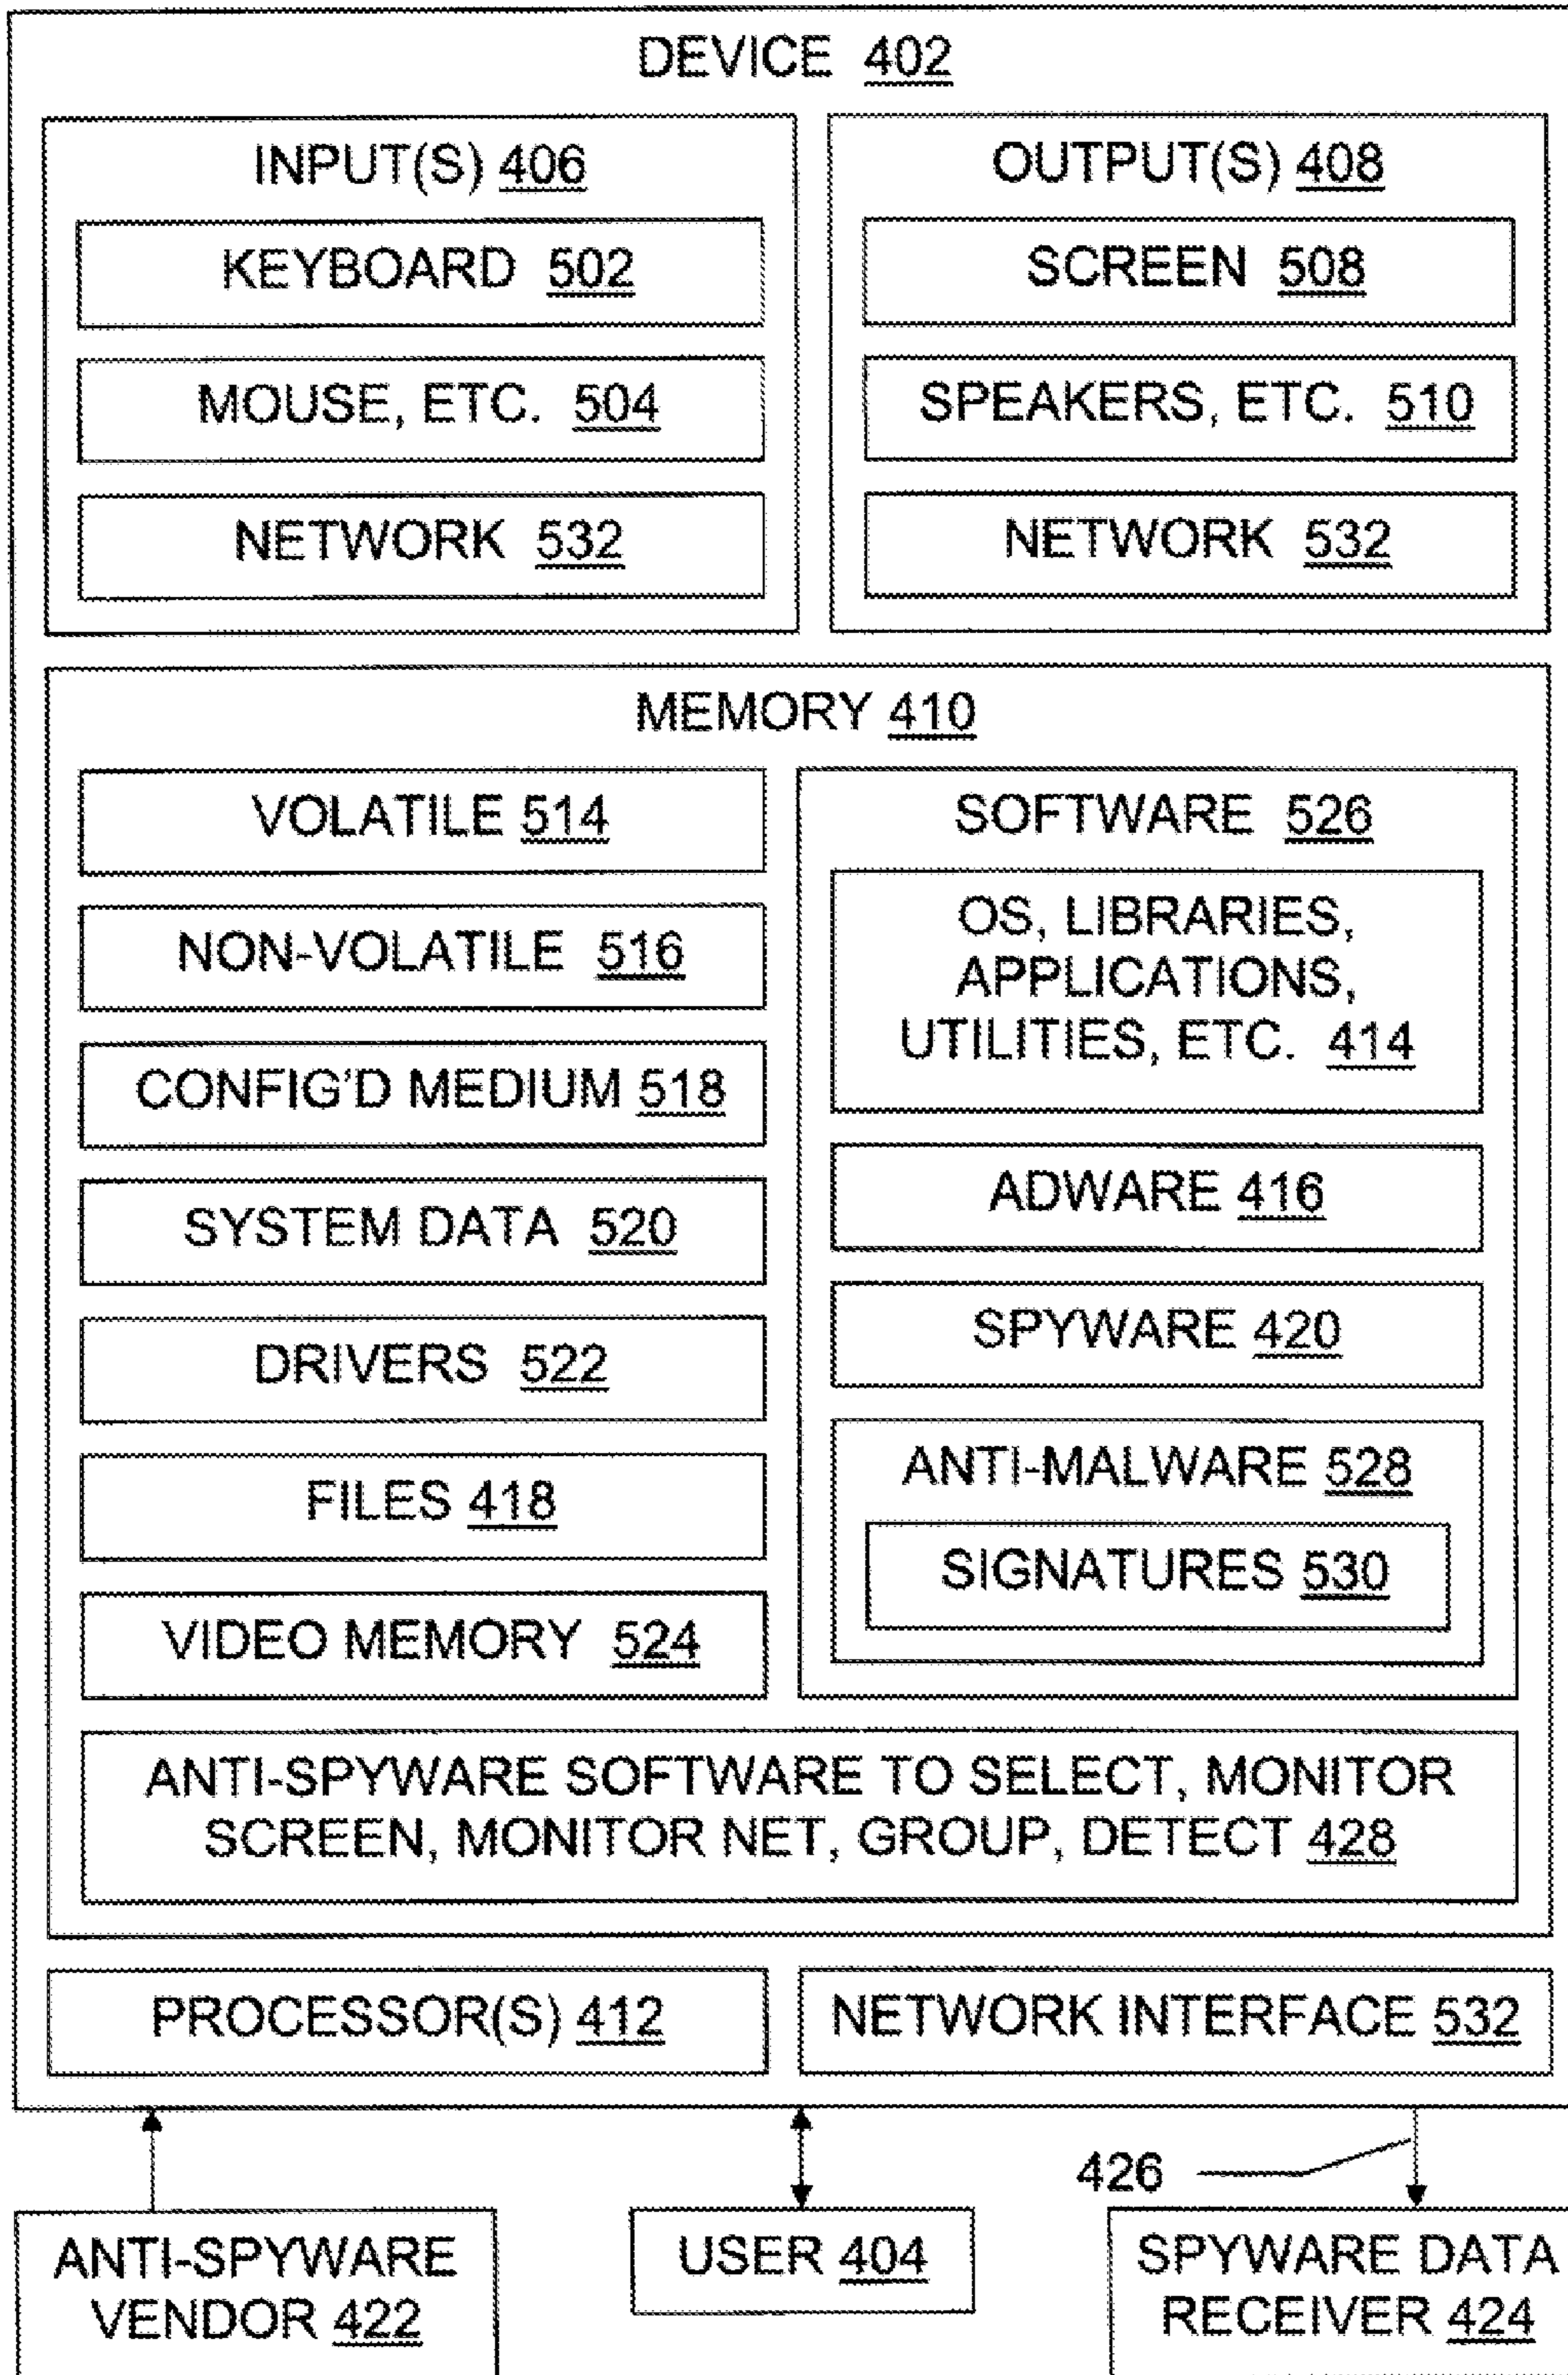 DEVICE 402
INPUT(S) 406
KEYBOARD 502
MOUSE, ETC. 504
NETWORK 532
OUTPUT(S) 408
SCREEN 508
SPEAKERS, ETC. 510
NETWORK 532
MEMORY 410
VOLATILE 514
NON-VOLATILE 516
CONFIG'D MEDIUM 518
SYSTEM DATA 520
DRIVERS 522
FILES 418
VIDEO MEMORY 524
SOFTWARE 526
OS, LIBRARIES,
APPLICATIONS,
UTILITIES, ETC. 414
ADWARE 416
SPYWARE 420
ANTI-MALWARE 528
SIGNATURES 530
ANTI-SPYWARE SOFTWARE TO SELECT, MONITOR
SCREEN, MONITOR NET, GROUP, DETECT 428
PROCESSOR(S) 412
NETWORK INTERFACE 532
426
ANTI-SPYWARE
VENDOR 422
USER 404
SPYWARE DATA
RECEIVER 424